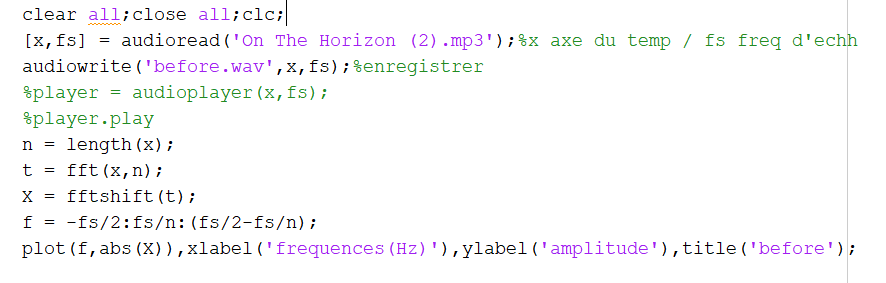 clear all;close all;clc;
[x,fs] = audioread('On The Horizon (2).mp3');%x axe du temp / fs freq d'echh
audiowrite('before.wav',x,fs);%enregistrer
%player = audioplayer(x,fs);
%player.play
n = length(x);
t = fft(x,n);
X = fftshift(t);
f = -fs/2:fs/n:(fs/2-fs/n);
plot(f,abs(X)),xlabel('frequences(Hz)'),ylabel('amplitude'),title('before');